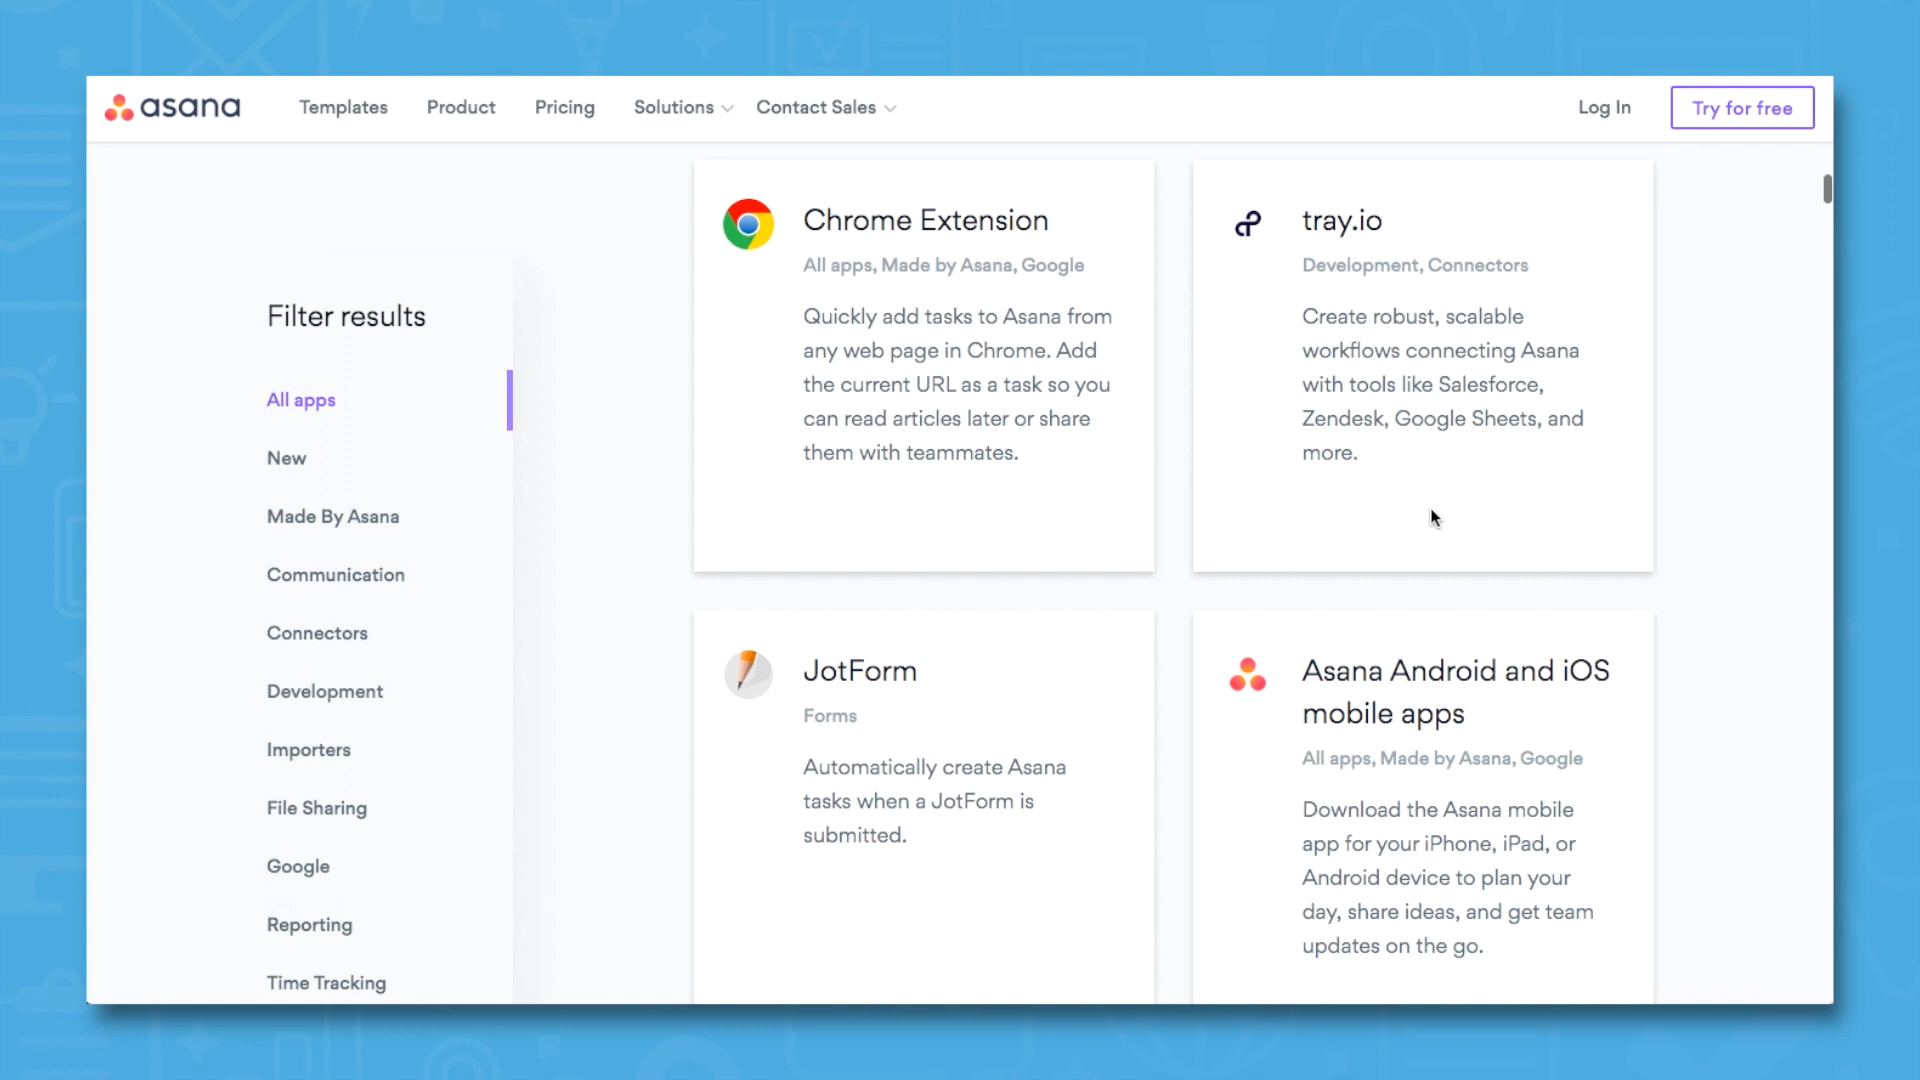 asana
Templates
Product
Pricing
Solutions
Contact Sales
Log In
Try for free
Filter results
All apps
New
Made By Asana
Communication
Connectors
Development
Importers
File Sharing
Google
Reporting
Time Tracking
Chrome Extension
All apps, Made by Asana, Google
Quickly add tasks to Asana from
any web page in Chrome. Add
the current URL as a task so you
can read articles later or share
them with teammates.
tray.io
Development, Connectors
Create robust, scalable
workflows connecting Asana
with tools like Salesforce,
Zendesk, Google Sheets, and
more.
JotForm
Forms
Automatically create Asana
tasks when a JotForm is
submitted.
Asana Android and iOS
mobile apps
All apps, Made by Asana, Google
Download the Asana mobile
app for your iPhone, iPad, or
Android device to plan your
day, share ideas, and get team
updates on the go.